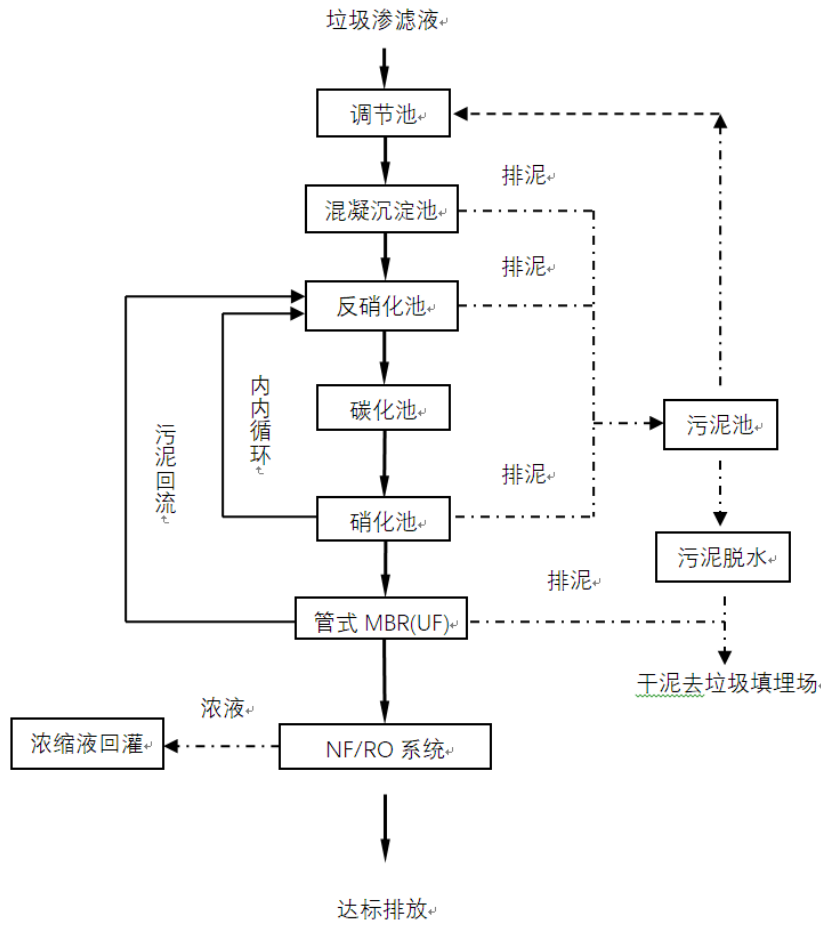 垃圾渗滤液
调节池
排泥
混凝沉淀池
排泥
反硝化池
内内循环
碳化池
污泥池
污泥回流
排泥
硝化池
污泥脱水
排泥
管式 MBR(UF)
干泥去垃圾填埋场
浓液
浓缩液回灌
NF/RO 系统
达标排放